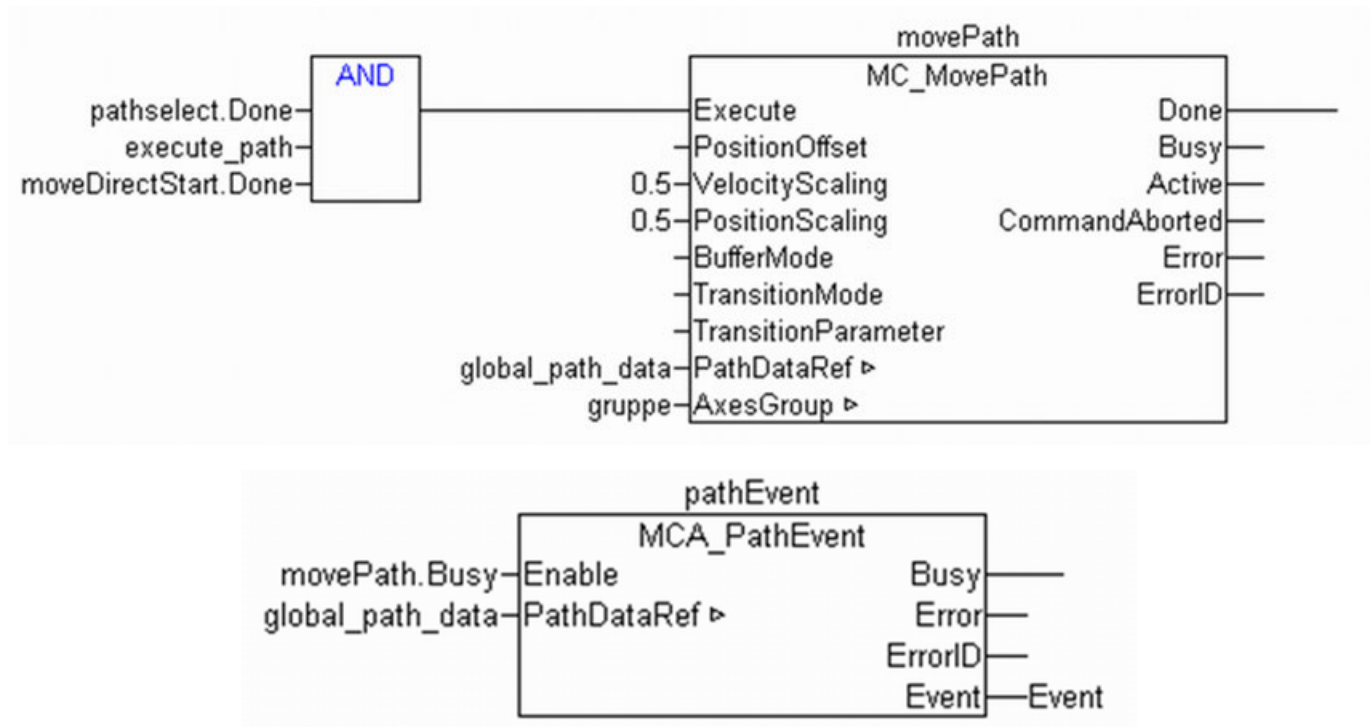 movePath
AND
MC_MovePath
pathselect.Done
Execute
Done
execute_path
PositionOffset
Busy
moveDirectStart.Done
0.5
VelocityScaling
Active
0.5
PositionScaling
CommandAborted
BufferMode
Error
TransitionMode
ErrorID
TransitionParameter
global_path_data
PathDataRef
gruppe
AxesGroup
pathEvent
MCA_PathEvent
movePath.Busy
Enable
Busy
global_path_data
PathDataRef
Error
ErrorID
Event
Event